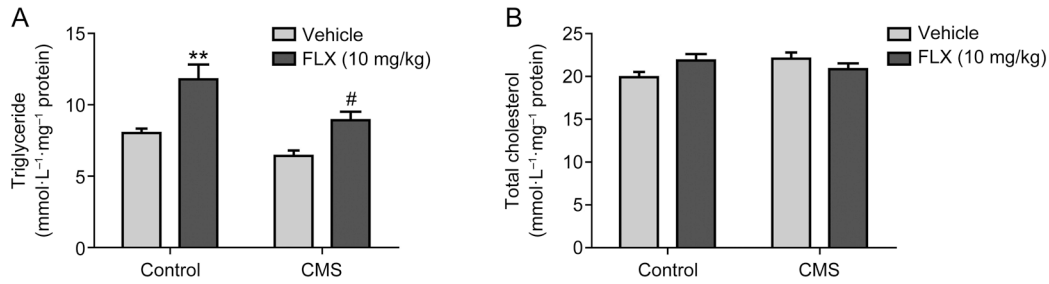 A
Triglyceride
(mmol·L⁻¹·mg⁻¹ protein)
15
10
5
0
**
#
Vehicle
FLX (10 mg/kg)
Control
CMS
B
Total cholesterol
(mmol·L⁻¹·mg⁻¹ protein)
25
20
15
10
5
0
Vehicle
FLX (10 mg/kg)
Control
CMS